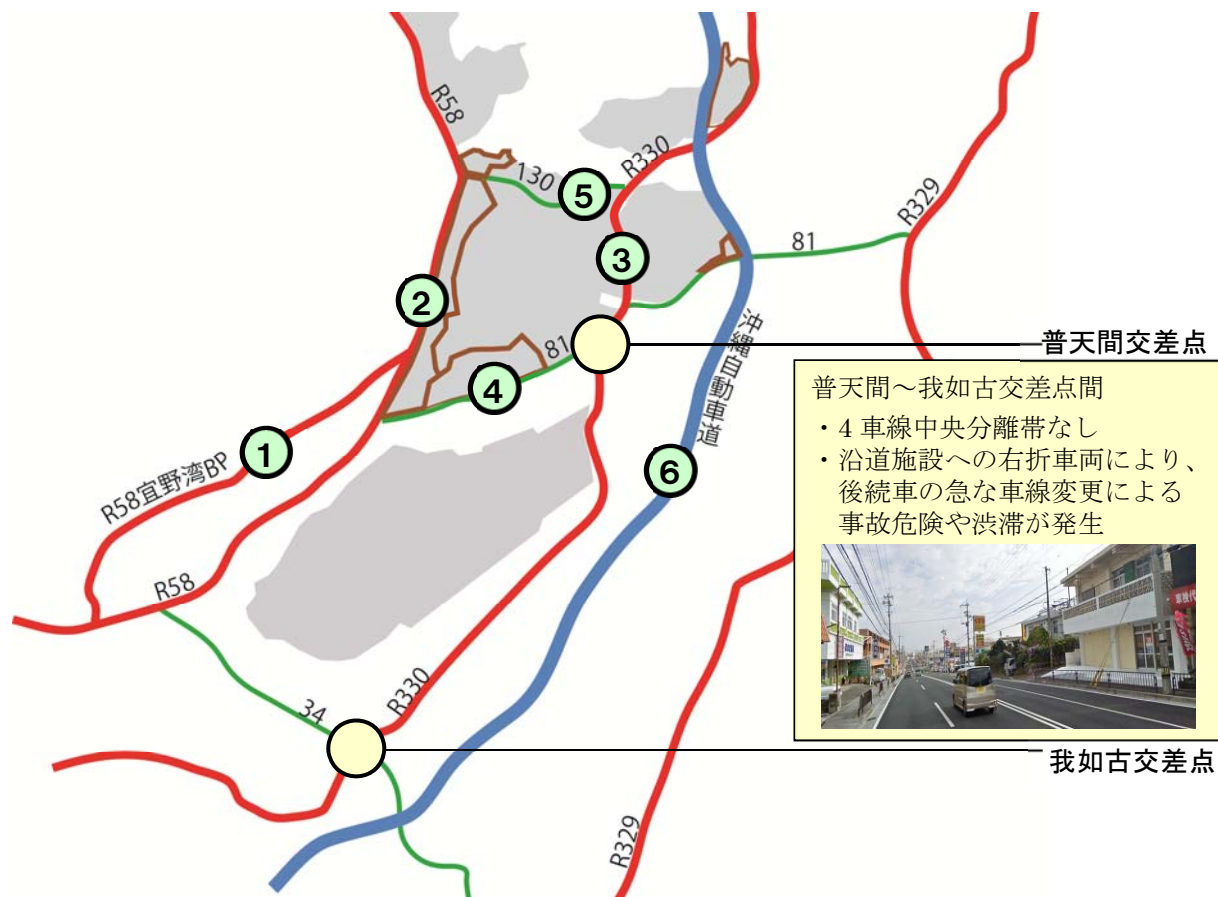 R58
130
⑤
R330
R329
③
81
②
沖縄自動車道
81
普天間交差点
④
普天間～我如古交差点間
・4 車線中央分離帯なし
・沿道施設への右折車両により、
後続車の急な車線変更による
事故危険や渋滞が発生
①
⑥
R58宜野湾BP
R58
車検代
34
R330
我如古交差点
R329